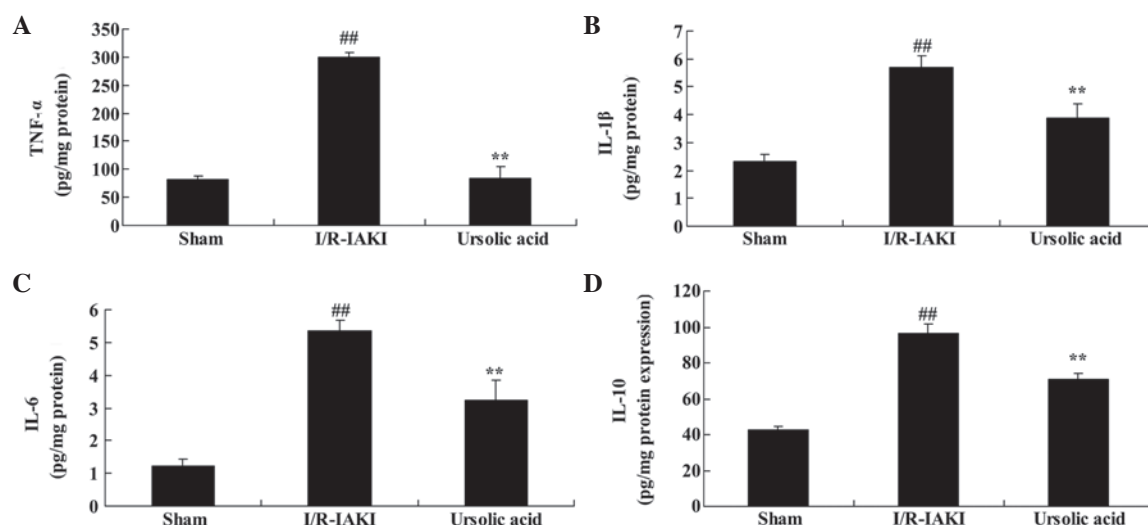 A
TNF-α
(pg/mg protein)
350
300
250
200
150
100
50
0
##
**
Sham
I/R-IAKI
Ursolic acid
B
IL-1β
(pg/mg protein)
7
6
5
4
3
2
1
0
##
**
Sham
I/R-IAKI
Ursolic acid
C
IL-6
(pg/mg protein)
6
5
4
3
2
1
0
##
**
Sham
I/R-IAKI
Ursolic acid
D
IL-10
(pg/mg protein expression)
120
100
80
60
40
20
0
##
**
Sham
I/R-IAKI
Ursolic acid